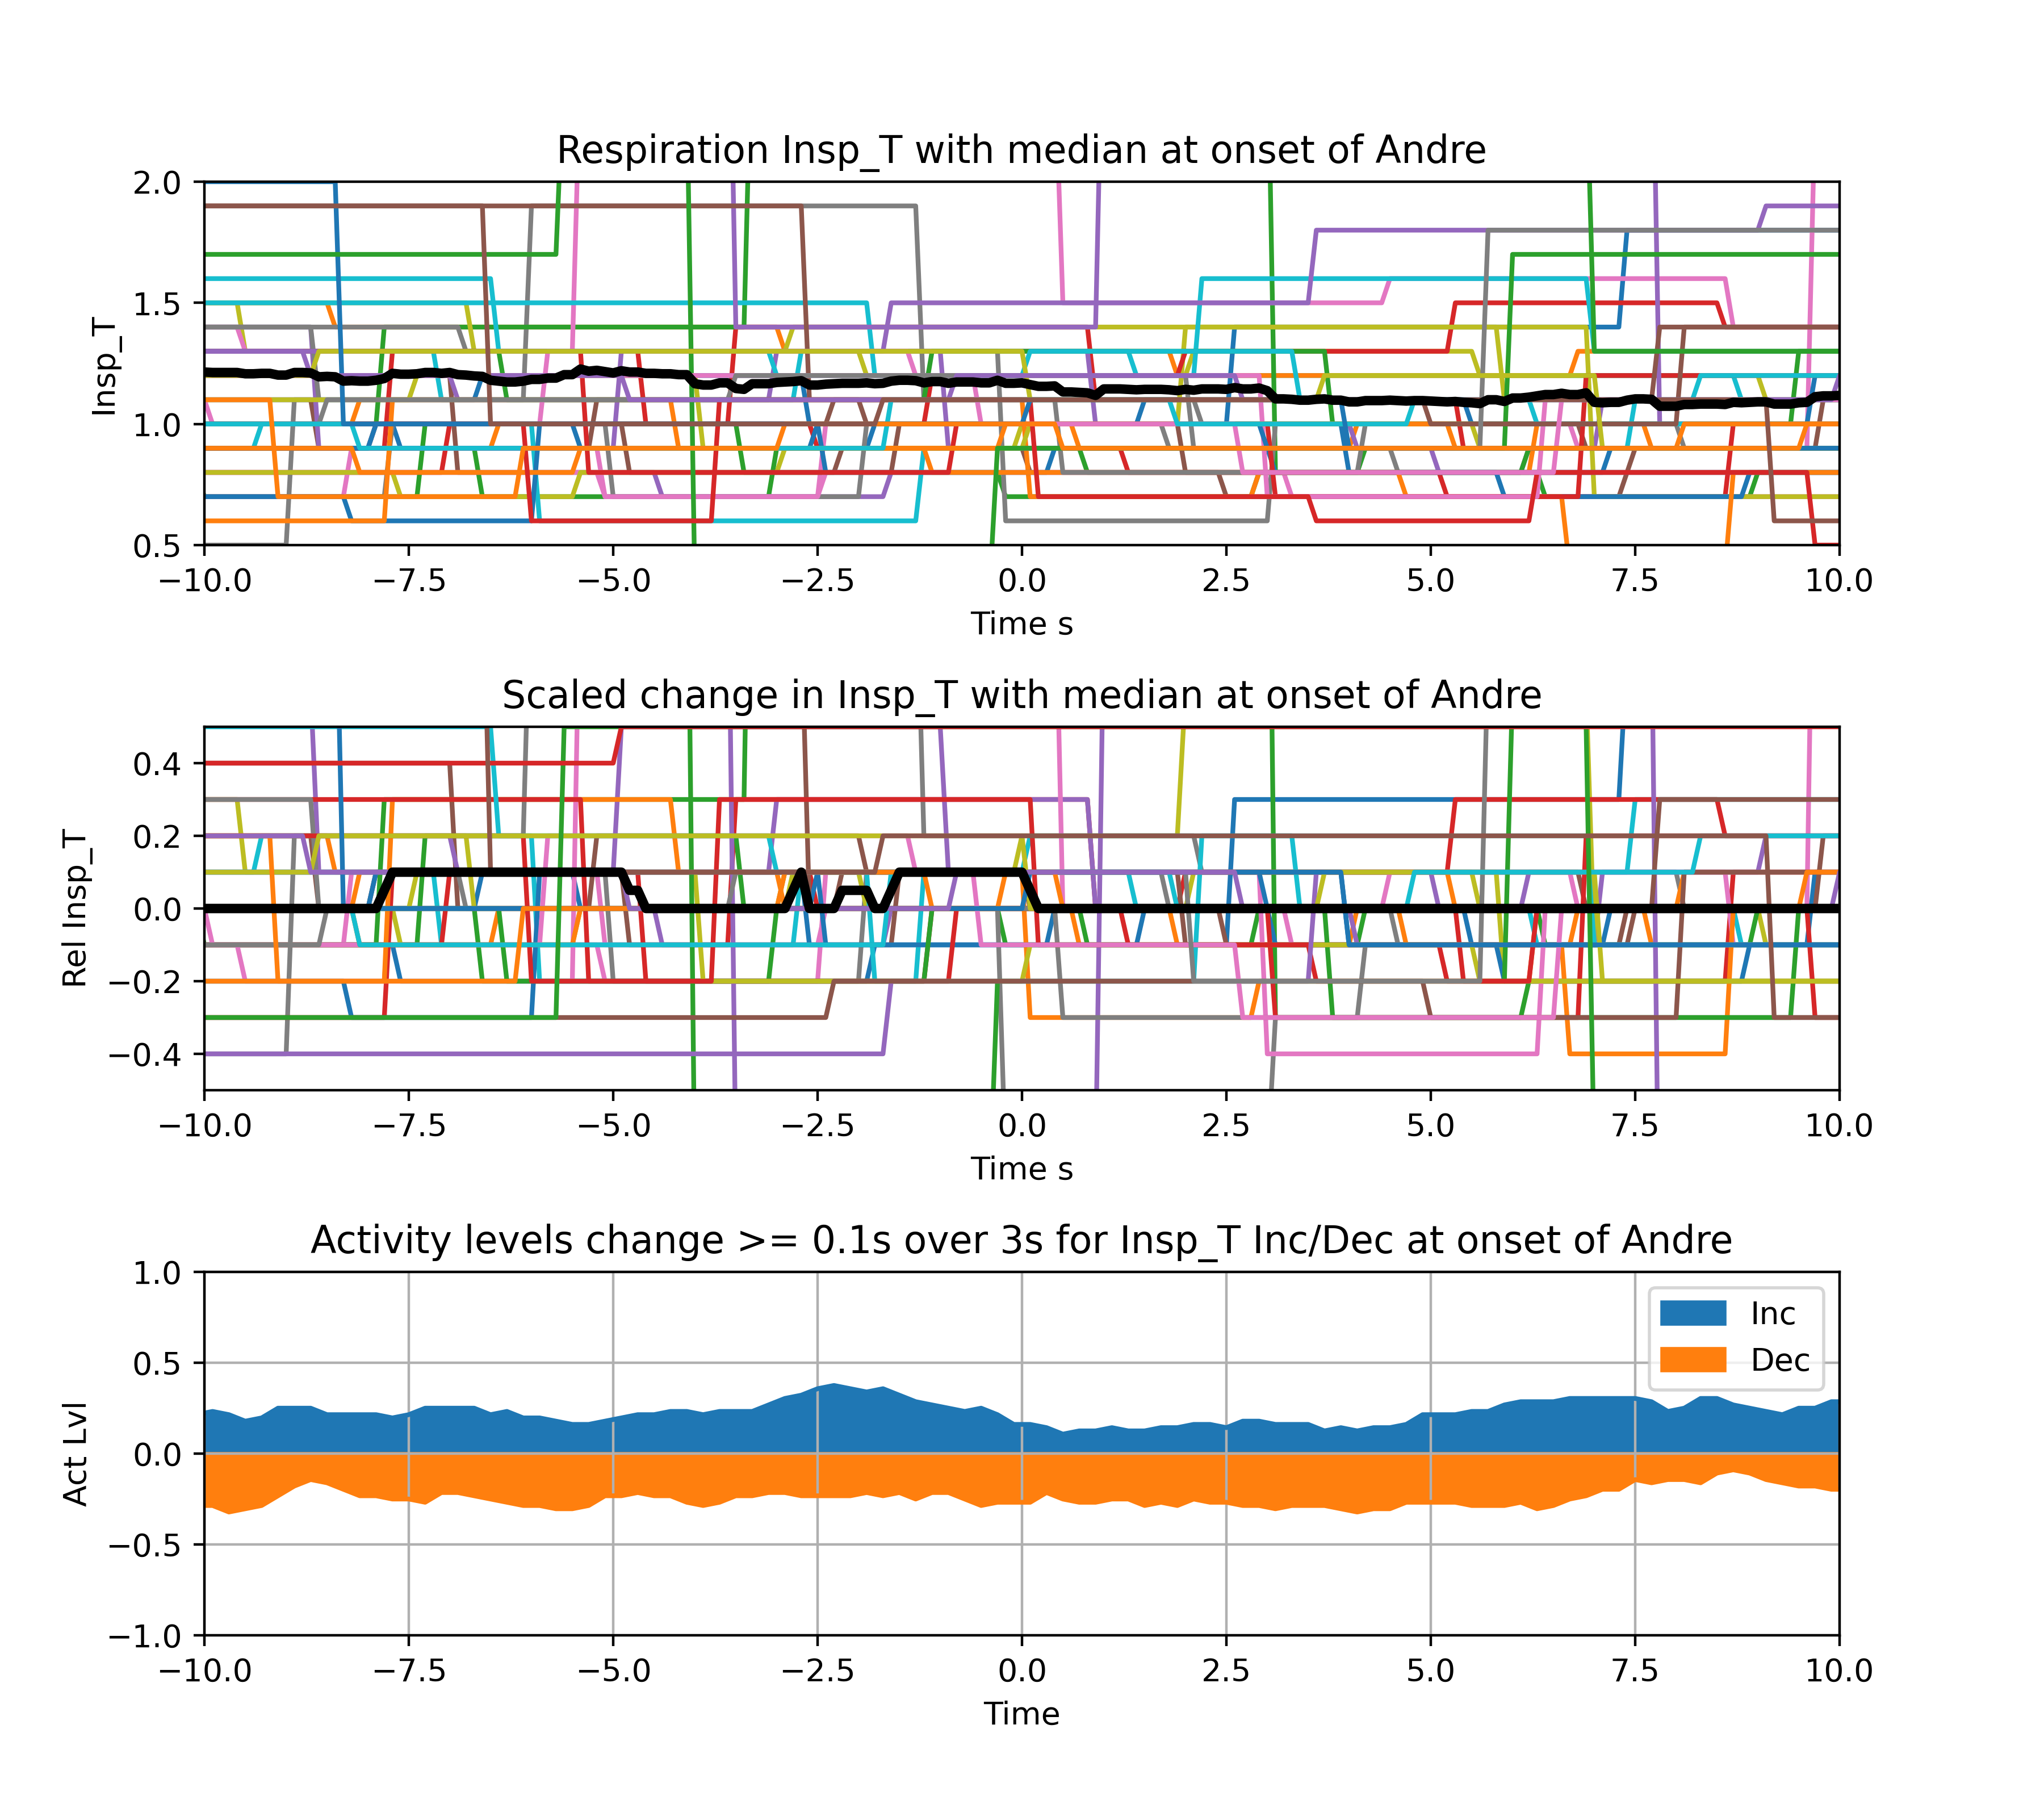 Respiration Insp_T with median at onset of Andre
2.0
1.5
1.0
0.5
Insp_T
−10.0 −7.5 −5.0 −2.5 0.0 2.5 5.0 7.5 10.0
Time s
Scaled change in Insp_T with median at onset of Andre
0.4
0.2
0.0
−0.2
−0.4
Rel Insp_T
−10.0 −7.5 −5.0 −2.5 0.0 2.5 5.0 7.5 10.0
Time s
Activity levels change >= 0.1s over 3s for Insp_T Inc/Dec at onset of Andre
1.0
0.5
0.0
−0.5
−1.0
Act Lvl
Inc
Dec
−10.0 −7.5 −5.0 −2.5 0.0 2.5 5.0 7.5 10.0
Time